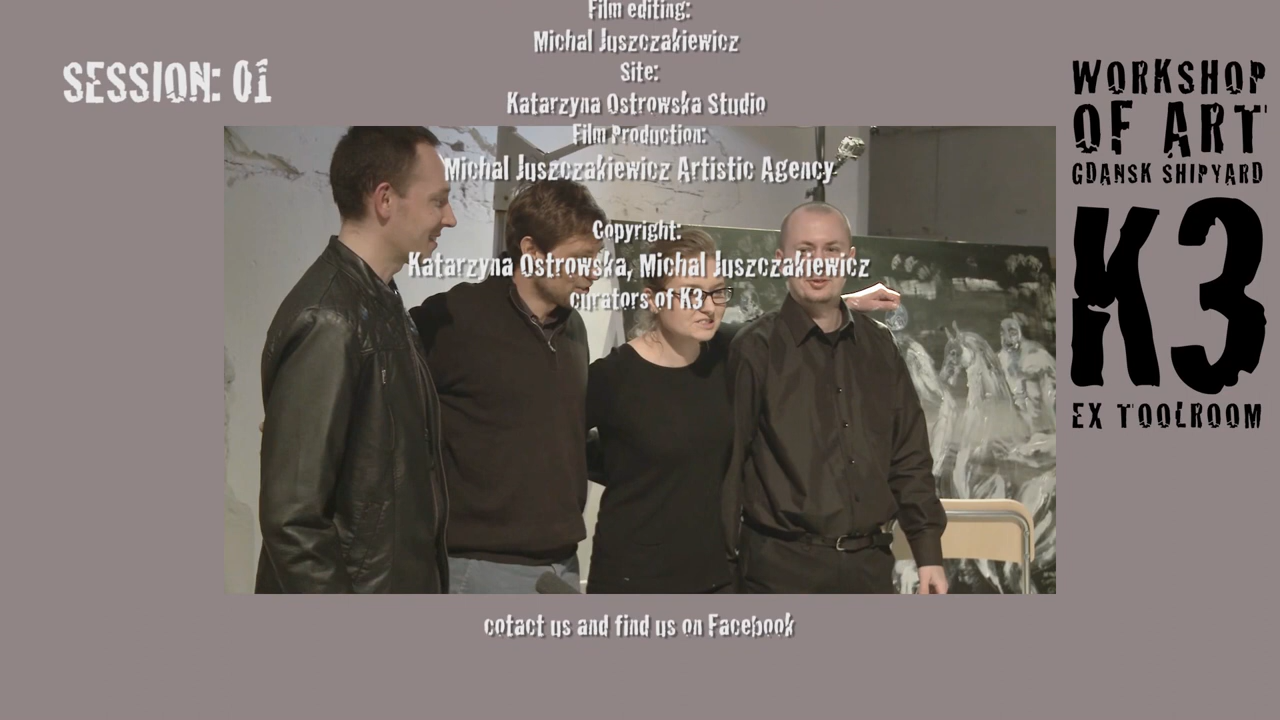 Film editing:
Michal Juszczakiewicz
Site:
Katarzyna Ostrowska Studio
Film Production:
Michal Juszczakiewicz Artistic Agency
Copyright:
Katarzyna Ostrowska, Michal Juszczakiewicz
curators of K3
cotact us and find us on Facebook
SESSION: 01
WORKSHOP
OF ART
GDANSK SHIPYARD
K3
EX TOOLROOM